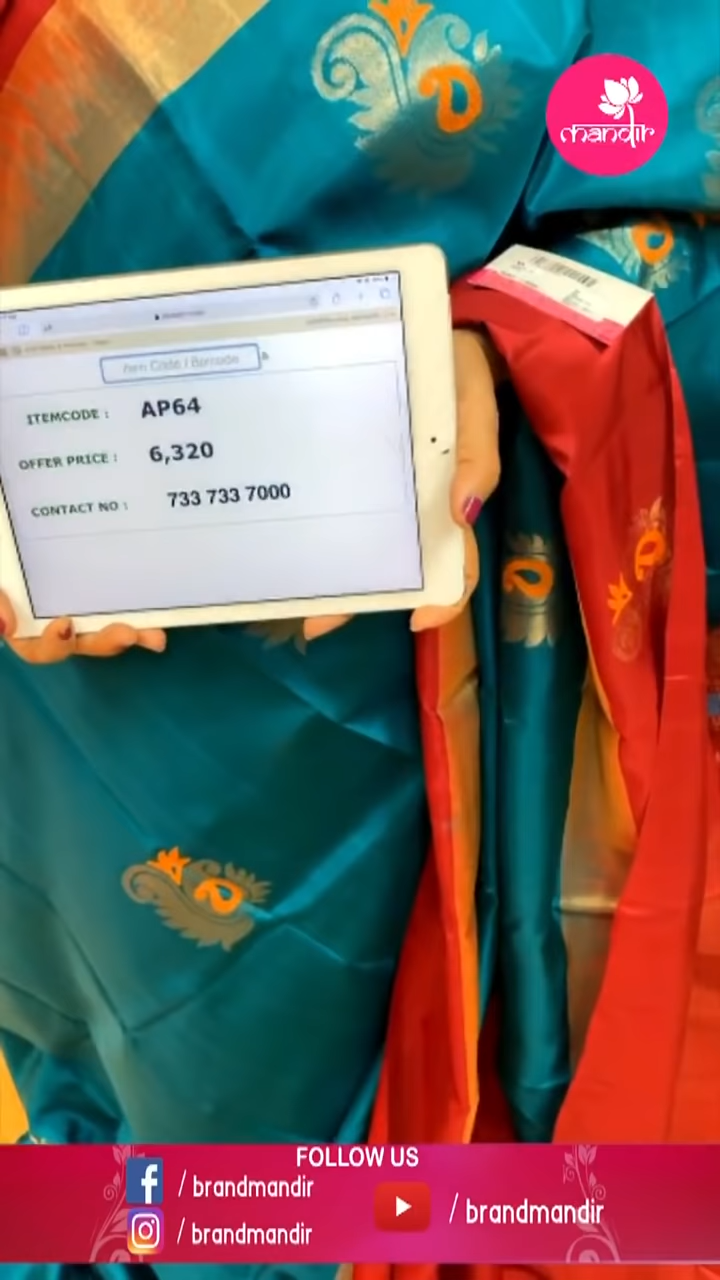 mandir
Item Code / Barcode
ITEMCODE : AP64
OFFER PRICE : 6,320
CONTACT NO : 733 733 7000
FOLLOW US
/ brandmandir
/ brandmandir
/ brandmandir